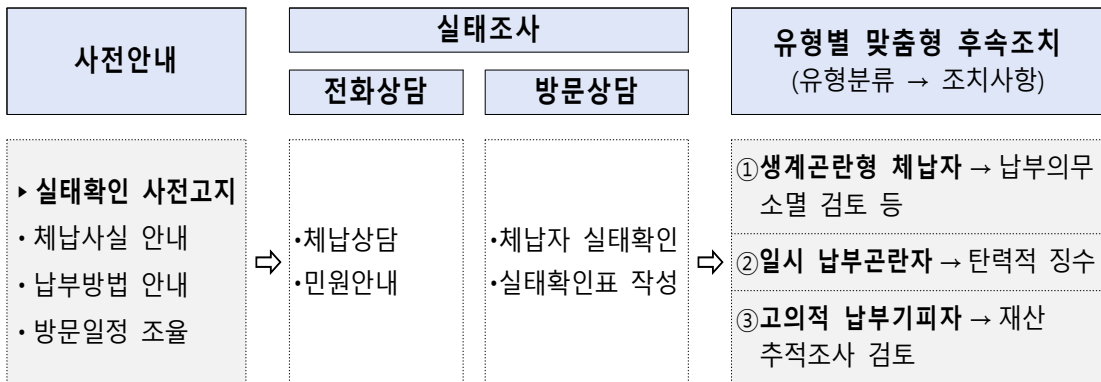 사전안내
실태조사
전화상담
방문상담
유형별 맞춤형 후속조치
(유형분류 → 조치사항)
▸ 실태확인 사전고지
· 체납사실 안내
· 납부방법 안내
· 방문일정 조율
⇨
·체납상담
·민원안내
·체납자 실태확인
·실태확인표 작성
⇨
①생계곤란형 체납자 → 납부의무
소멸 검토 등
②일시 납부곤란자 → 탄력적 징수
③고의적 납부기피자 → 재산
추적조사 검토